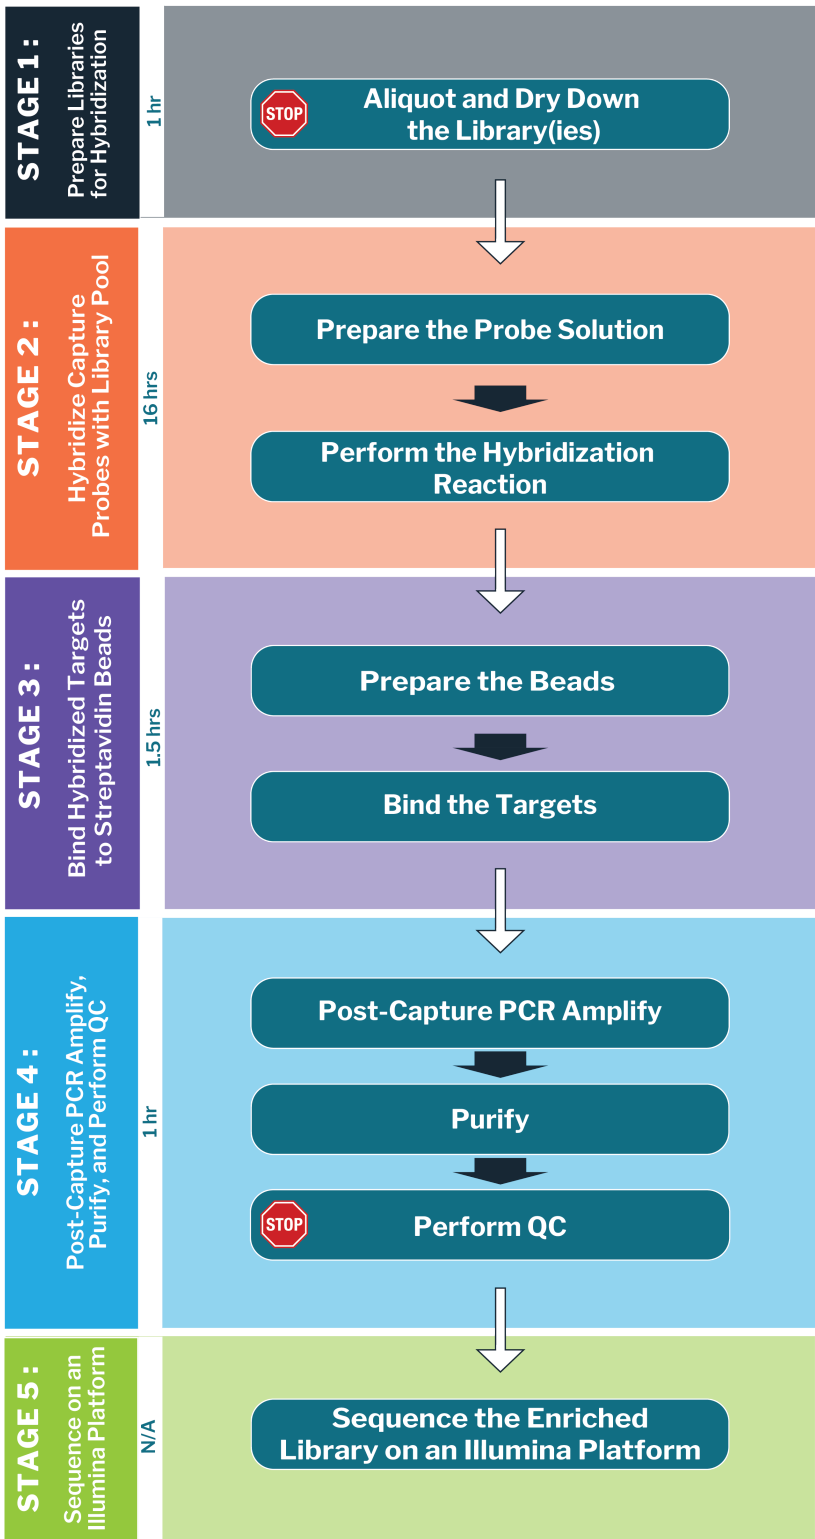 STAGE 1:
Prepare Libraries
for Hybridization
1 hr
STOP
Aliquot and Dry Down
the Library(ies)
STAGE 2:
Hybridize Capture
Probes with Library Pool
16 hrs
Prepare the Probe Solution
Perform the Hybridization
Reaction
STAGE 3:
Bind Hybridized Targets
to Streptavidin Beads
1.5 hrs
Prepare the Beads
Bind the Targets
STAGE 4:
Post-Capture PCR Amplify,
Purify, and Perform QC
1 hr
Post-Capture PCR Amplify
Purify
STOP
Perform QC
STAGE 5:
Sequence on an
Illumina Platform
N/A
Sequence the Enriched
Library on an Illumina Platform